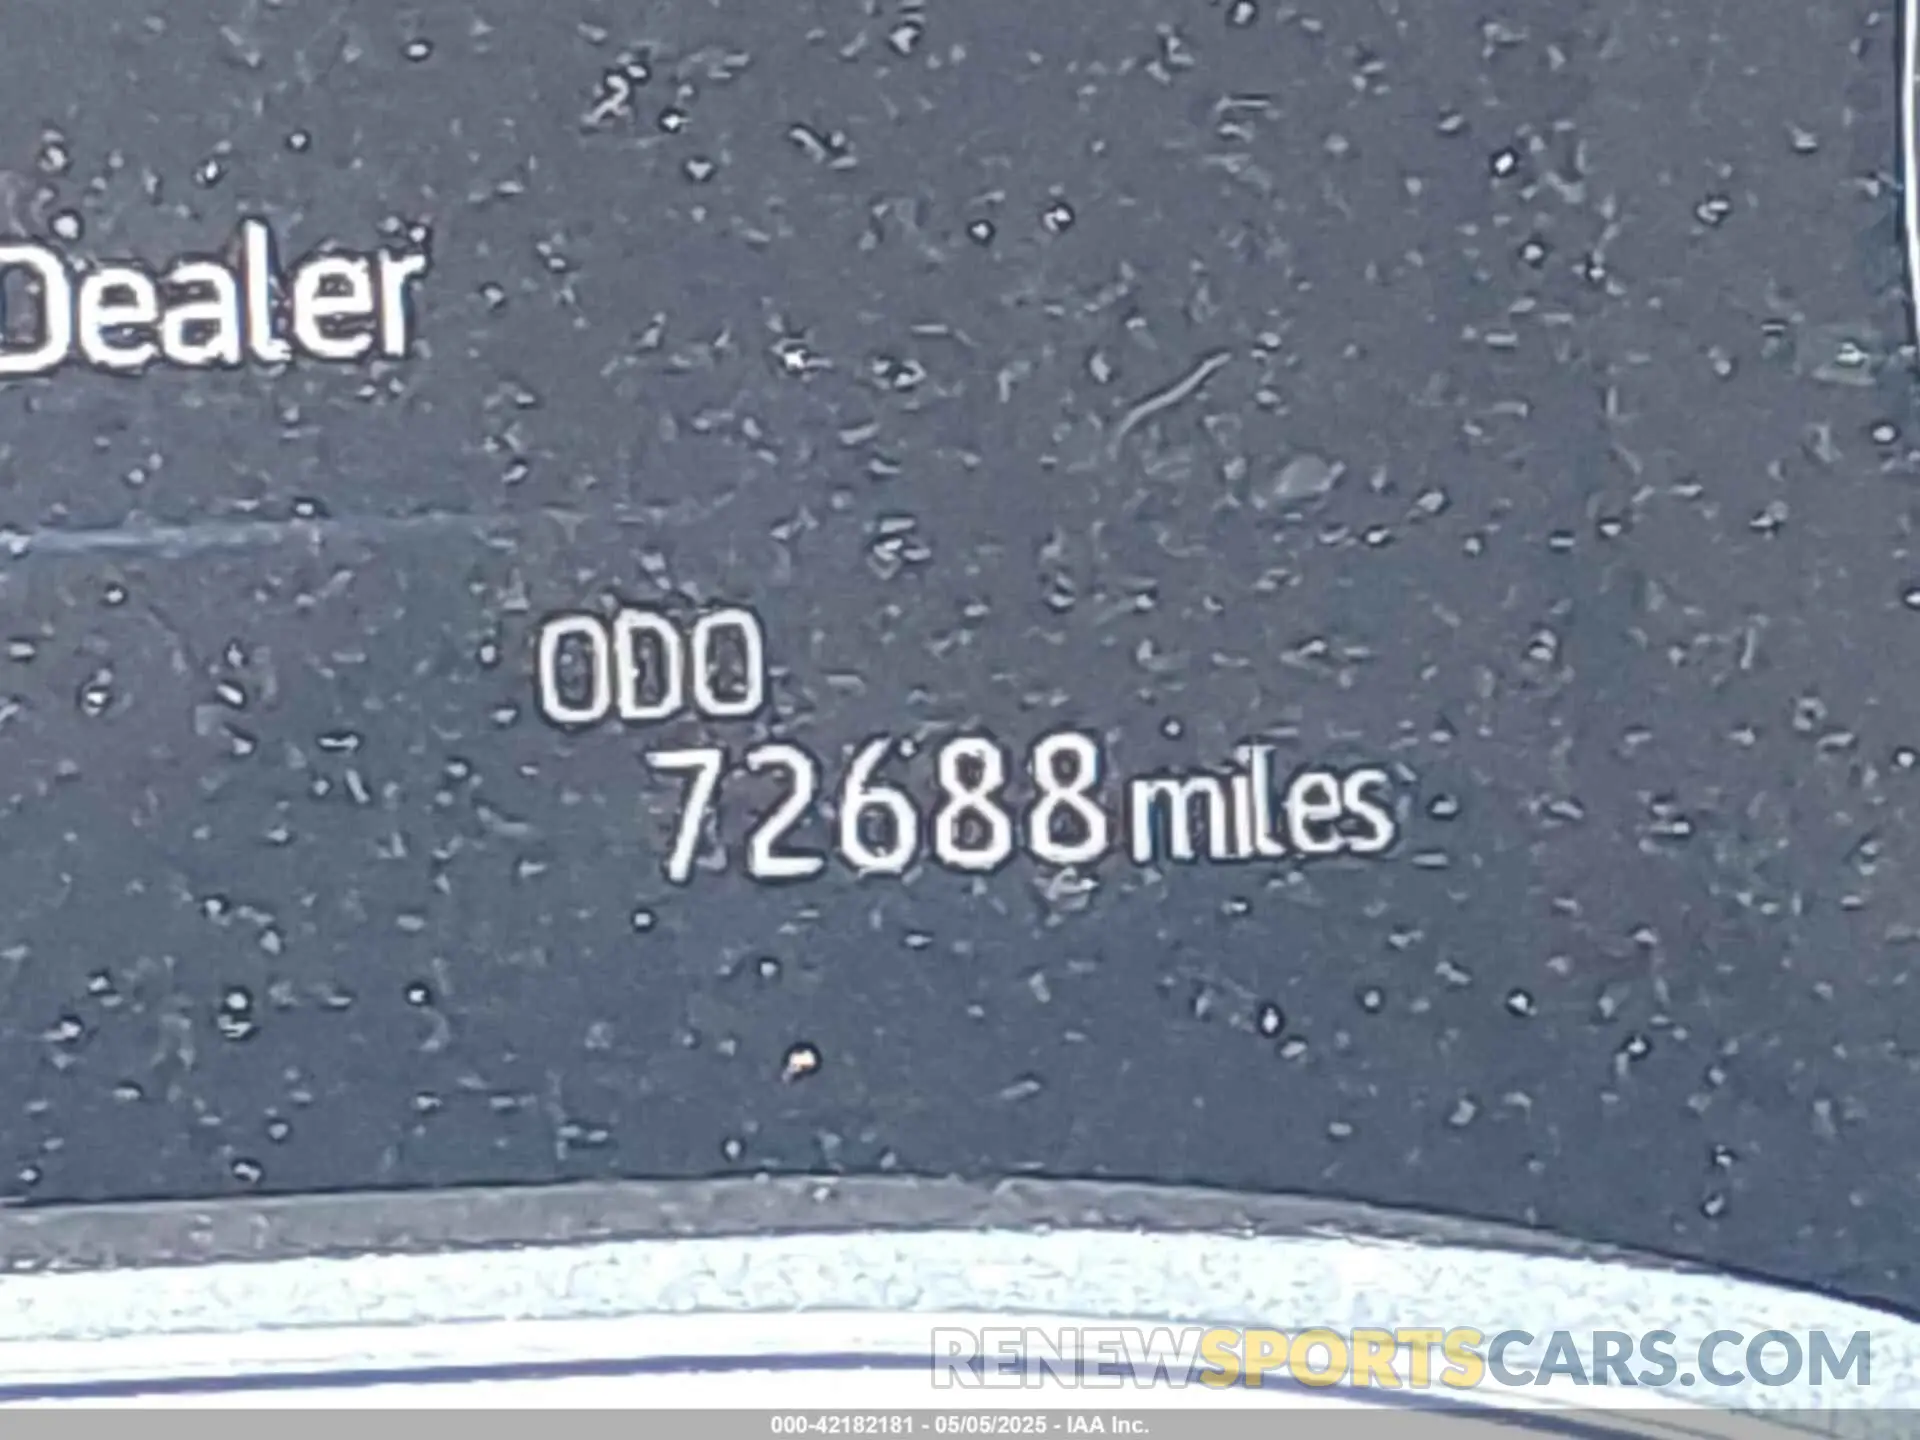 Dealer
ODO
72688 miles
RENEWSPORTSCARS.COM
000-42182181 - 05/05/2025 - IAA Inc.